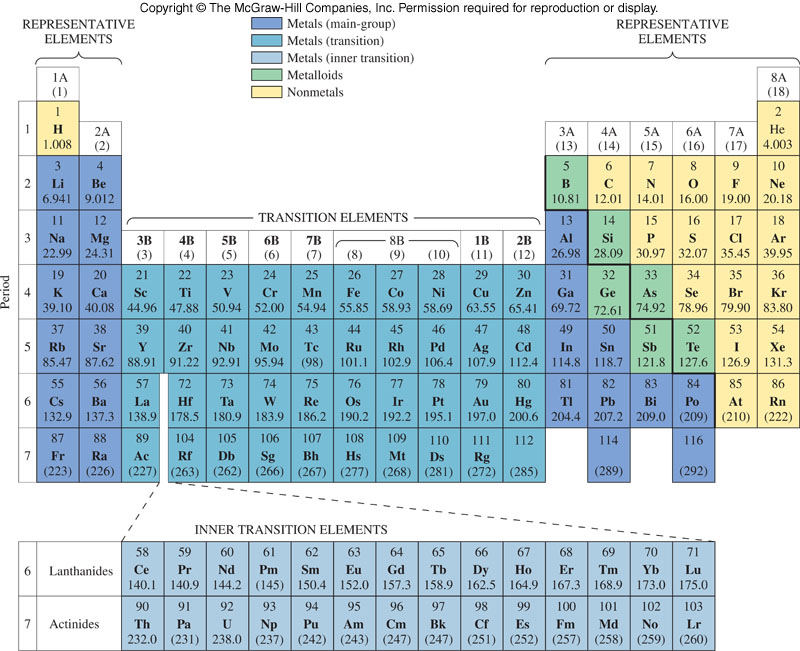 Copyright © The McGraw-Hill Companies, Inc. Permission required for reproduction or display.
REPRESENTATIVE
ELEMENTS
Metals (main-group)
Metals (transition)
Metals (inner transition)
Metalloids
Nonmetals
REPRESENTATIVE
ELEMENTS
1A
(1)
8A
(18)
1
H
1.008
2
He
4.003
2A
(2)
3A
(13)
4A
(14)
5A
(15)
6A
(16)
7A
(17)
Period
1
2
3 4 5 6 7 8 9 10
Li Be B C N O F Ne
6.941 9.012 10.81 12.01 14.01 16.00 19.00 20.18
TRANSITION ELEMENTS
3B 4B 5B 6B 7B 8B 1B 2B
(3) (4) (5) (6) (7) (8) (9) (10) (11) (12)
3
11 12 13 14 15 16 17 18
Na Mg Al Si P S Cl Ar
22.99 24.31 26.98 28.09 30.97 32.07 35.45 39.95
4
19 20 21 22 23 24 25 26 27 28 29 30 31 32 33 34 35 36
K Ca Sc Ti V Cr Mn Fe Co Ni Cu Zn Ga Ge As Se Br Kr
39.10 40.08 44.96 47.88 50.94 52.00 54.94 55.85 58.93 58.69 63.55 65.41 69.72 72.61 74.92 78.96 79.90 83.80
5
37 38 39 40 41 42 43 44 45 46 47 48 49 50 51 52 53 54
Rb Sr Y Zr Nb Mo Tc Ru Rh Pd Ag Cd In Sn Sb Te I Xe
85.47 87.62 88.91 91.22 92.91 95.94 (98) 101.1 102.9 106.4 107.9 112.4 114.8 118.7 121.8 127.6 126.9 131.3
6
55 56 57 72 73 74 75 76 77 78 79 80 81 82 83 84 85 86
Cs Ba La Hf Ta W Re Os Ir Pt Au Hg Tl Pb Bi Po At Rn
132.9 137.3 138.9 178.5 180.9 183.9 186.2 190.2 192.2 195.1 197.0 200.6 204.4 207.2 209.0 (209) (210) (222)
7
87 88 89 104 105 106 107 108 109 110 111 112 114 116
Fr Ra Ac Rf Db Sg Bh Hs Mt Ds Rg
(223) (226) (227) (263) (262) (266) (267) (277) (268) (281) (272) (285) (289) (292)
INNER TRANSITION ELEMENTS
6 Lanthanides
58 59 60 61 62 63 64 65 66 67 68 69 70 71
Ce Pr Nd Pm Sm Eu Gd Tb Dy Ho Er Tm Yb Lu
140.1 140.9 144.2 (145) 150.4 152.0 157.3 158.9 162.5 164.9 167.3 168.9 173.0 175.0
7 Actinides
90 91 92 93 94 95 96 97 98 99 100 101 102 103
Th Pa U Np Pu Am Cm Bk Cf Es Fm Md No Lr
232.0 (231) 238.0 (237) (242) (243) (247) (247) (251) (252) (257) (258) (259) (260)